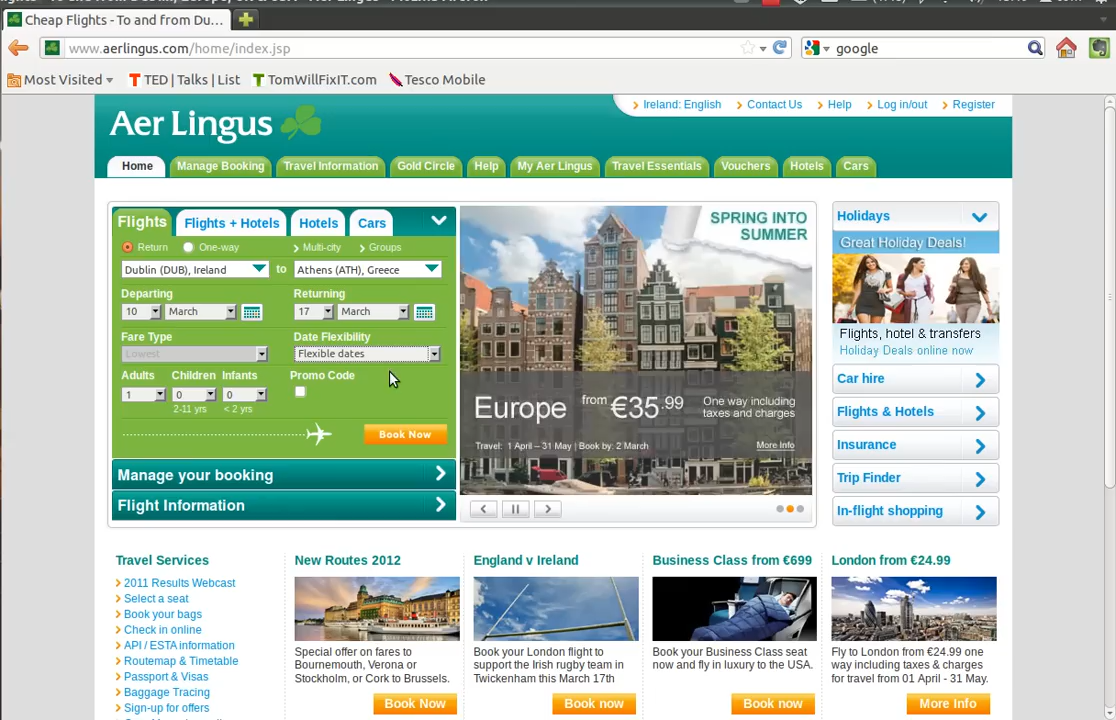 Cheap Flights - To and from Du...
www.aerlingus.com/home/index.jsp
google
Most Visited
TED | Talks | List
TomWillFixIT.com
Tesco Mobile
Ireland: English
Contact Us
Help
Log in/out
Register
Aer Lingus
Home
Manage Booking
Travel Information
Gold Circle
Help
My Aer Lingus
Travel Essentials
Vouchers
Hotels
Cars
Flights
Flights + Hotels
Hotels
Cars
Return
One-way
Multi-city
Groups
Dublin (DUB), Ireland
to
Athens (ATH), Greece
Departing
Returning
10
March
17
March
Fare Type
Date Flexibility
Lowest
Flexible dates
Adults
Children
Infants
Promo Code
1
0
0
2-11 yrs
< 2 yrs
Book Now
Manage your booking
Flight Information
SPRING INTO
SUMMER
Europe
from
€35.99
One way including
taxes and charges
Travel: 1 April – 31 May | Book by: 2 March
More Info
Holidays
Great Holiday Deals!
Flights, hotel & transfers
Holiday Deals online now
Car hire
Flights & Hotels
Insurance
Trip Finder
In-flight shopping
Travel Services
2011 Results Webcast
Select a seat
Book your bags
Check in online
API / ESTA information
Routemap & Timetable
Passport & Visas
Baggage Tracing
Sign-up for offers
New Routes 2012
Special offer on fares to
Bournemouth, Verona or
Stockholm, or Cork to Brussels.
Book Now
England v Ireland
Book your London flight to
support the Irish rugby team in
Twickenham this March 17th
Book now
Business Class from €699
Book your Business Class seat
now and fly in luxury to the USA.
Book now
London from €24.99
Fly to London from €24.99 one
way including taxes & charges
for travel from 01 April - 31 May.
More Info